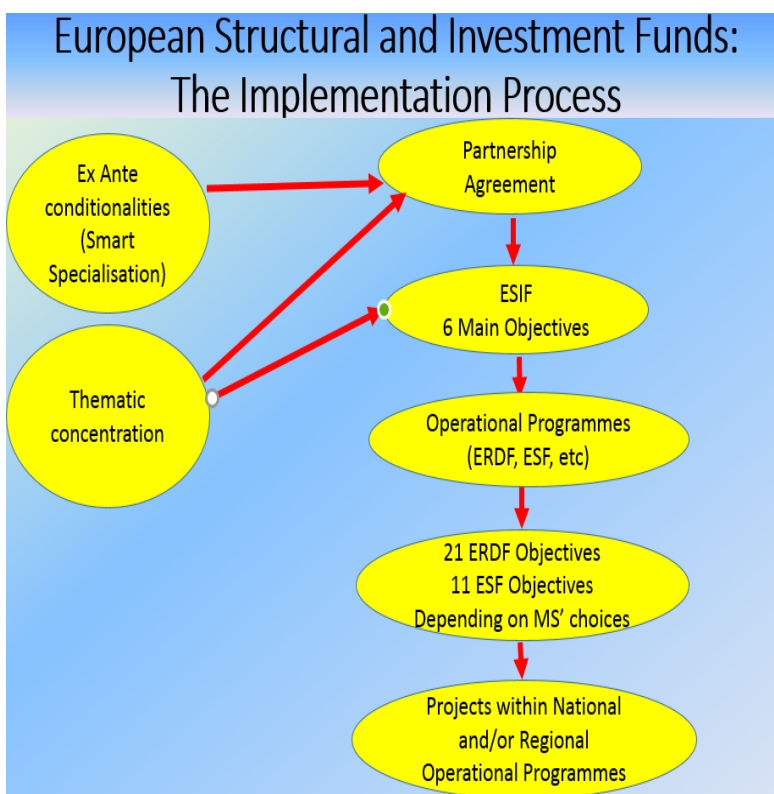 European Structural and Investment Funds:
The Implementation Process
Ex Ante
conditionalities
(Smart
Specialisation)
Partnership
Agreement
ESIF
6 Main Objectives
Thematic
concentration
Operational Programmes
(ERDF, ESF, etc)
21 ERDF Objectives
11 ESF Objectives
Depending on MS' choices
Projects within National
and/or Regional
Operational Programmes